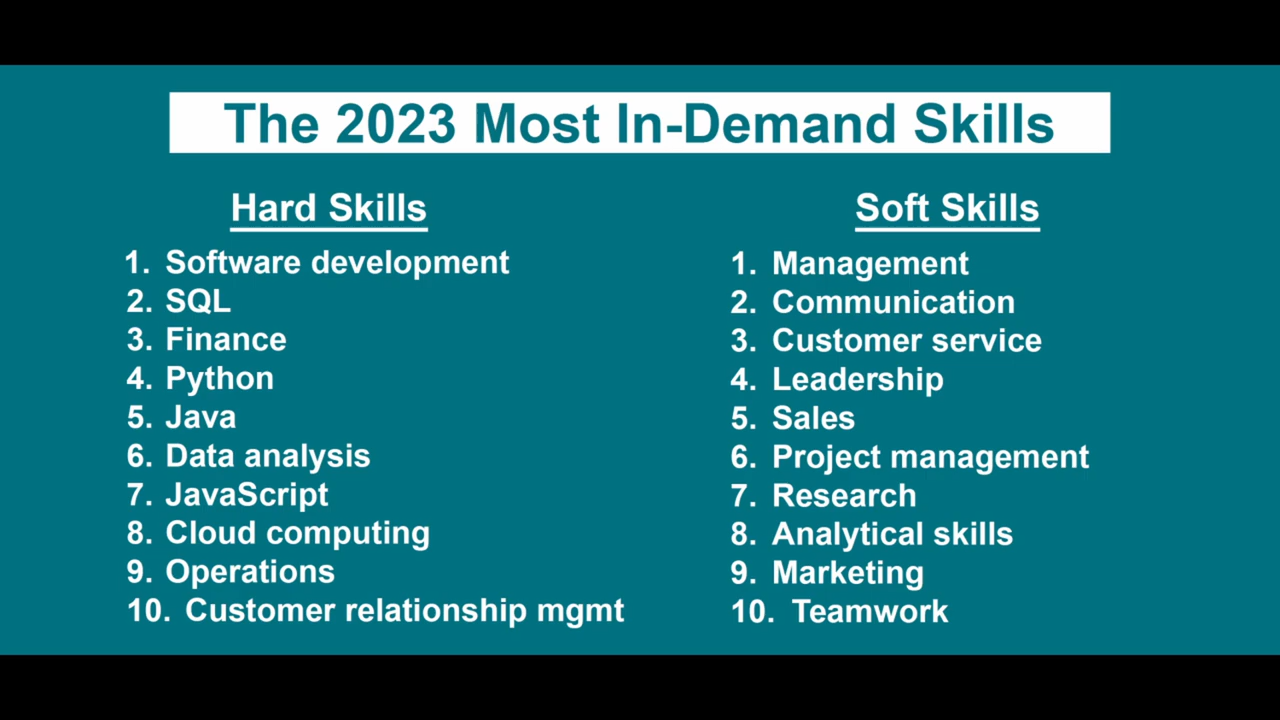 The 2023 Most In-Demand Skills
Hard Skills
1. Software development
2. SQL
3. Finance
4. Python
5. Java
6. Data analysis
7. JavaScript
8. Cloud computing
9. Operations
10. Customer relationship mgmt
Soft Skills
1. Management
2. Communication
3. Customer service
4. Leadership
5. Sales
6. Project management
7. Research
8. Analytical skills
9. Marketing
10. Teamwork